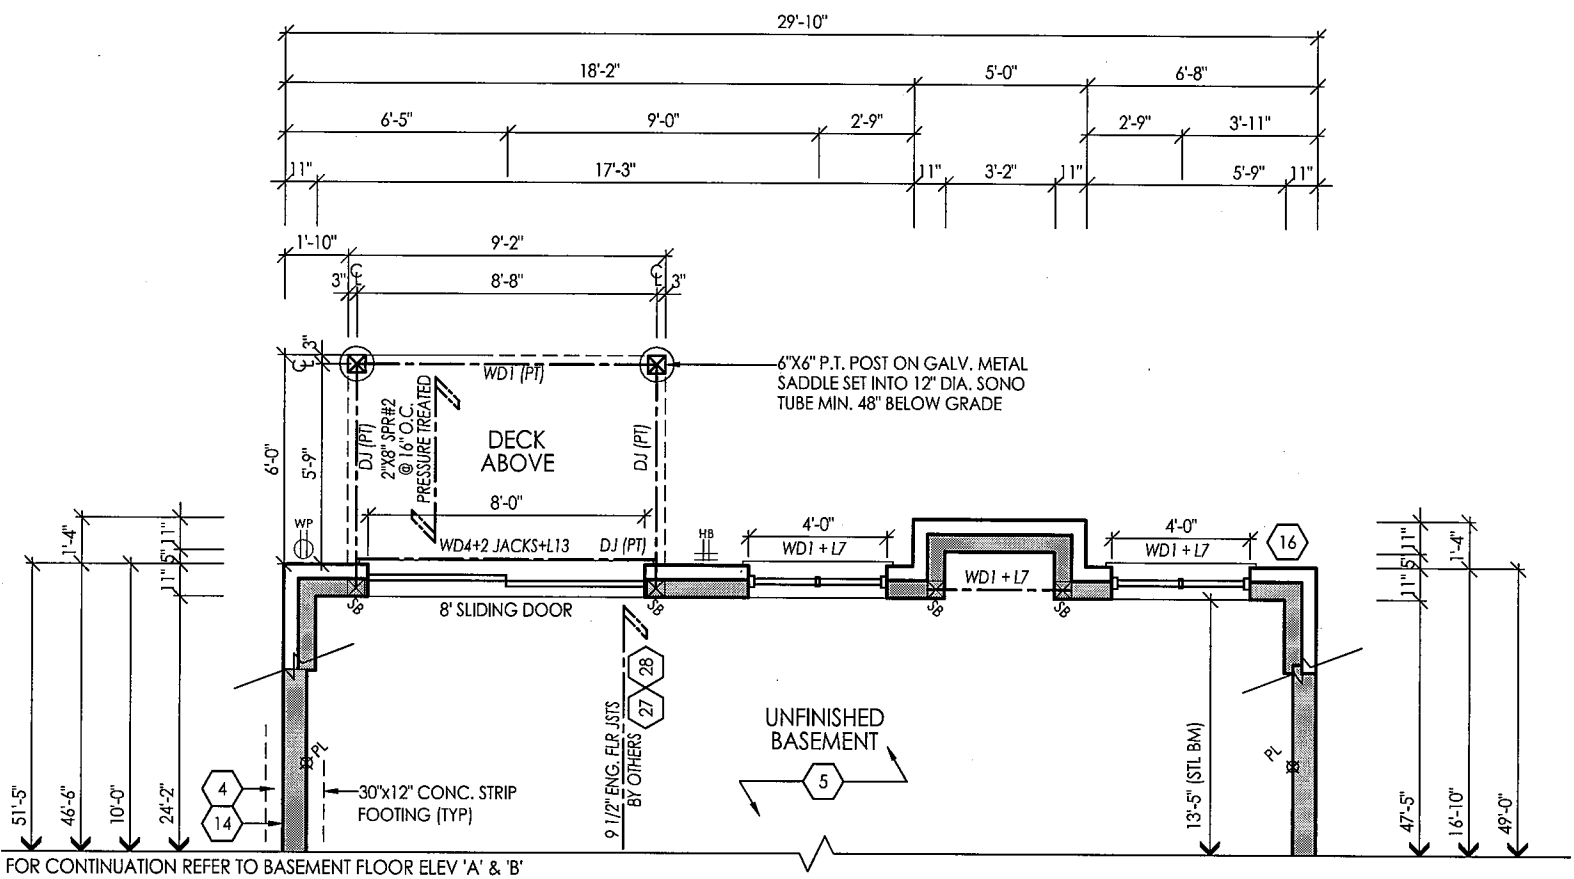 29'-10"
18'-2" 5'-0" 6'-8"
6'-5" 9'-0" 2'-9" 2'-9" 3'-11"
11" 17'-3" 11" 3'-2" 11" 5'-9" 11"
1'-10" 9'-2"
3" 8'-8" 3"
3"
6'-0"
5'-9"
WD1 (PT)
6"X6" P.T. POST ON GALV. METAL
SADDLE SET INTO 12" DIA. SONO
TUBE MIN. 48" BELOW GRADE
DJ (PT)
2"X8" SPR#2
@ 16" O.C.
PRESSURE TREATED
DECK
ABOVE
DJ (PT)
8'-0"
WD4+2 JACKS+L13 DJ (PT)
WP
HB
4'-0"
WD1 + L7
WD1 + L7
4'-0"
WD1 + L7
16
1'-4"
11"
5"
11"
11"
5"
11"
1'-4"
SB
8' SLIDING DOOR
SB
SB
SB
28
27
9 1/2" ENG. FLR JSTS
BY OTHERS
UNFINISHED
BASEMENT
5
13'-5" (STL BM)
PL
PL
4
14
30"x12" CONC. STRIP
FOOTING (TYP)
51'-5"
46'-6"
10'-0"
24'-2"
47'-5"
16'-10"
49'-0"
FOR CONTINUATION REFER TO BASEMENT FLOOR ELEV 'A' & 'B'